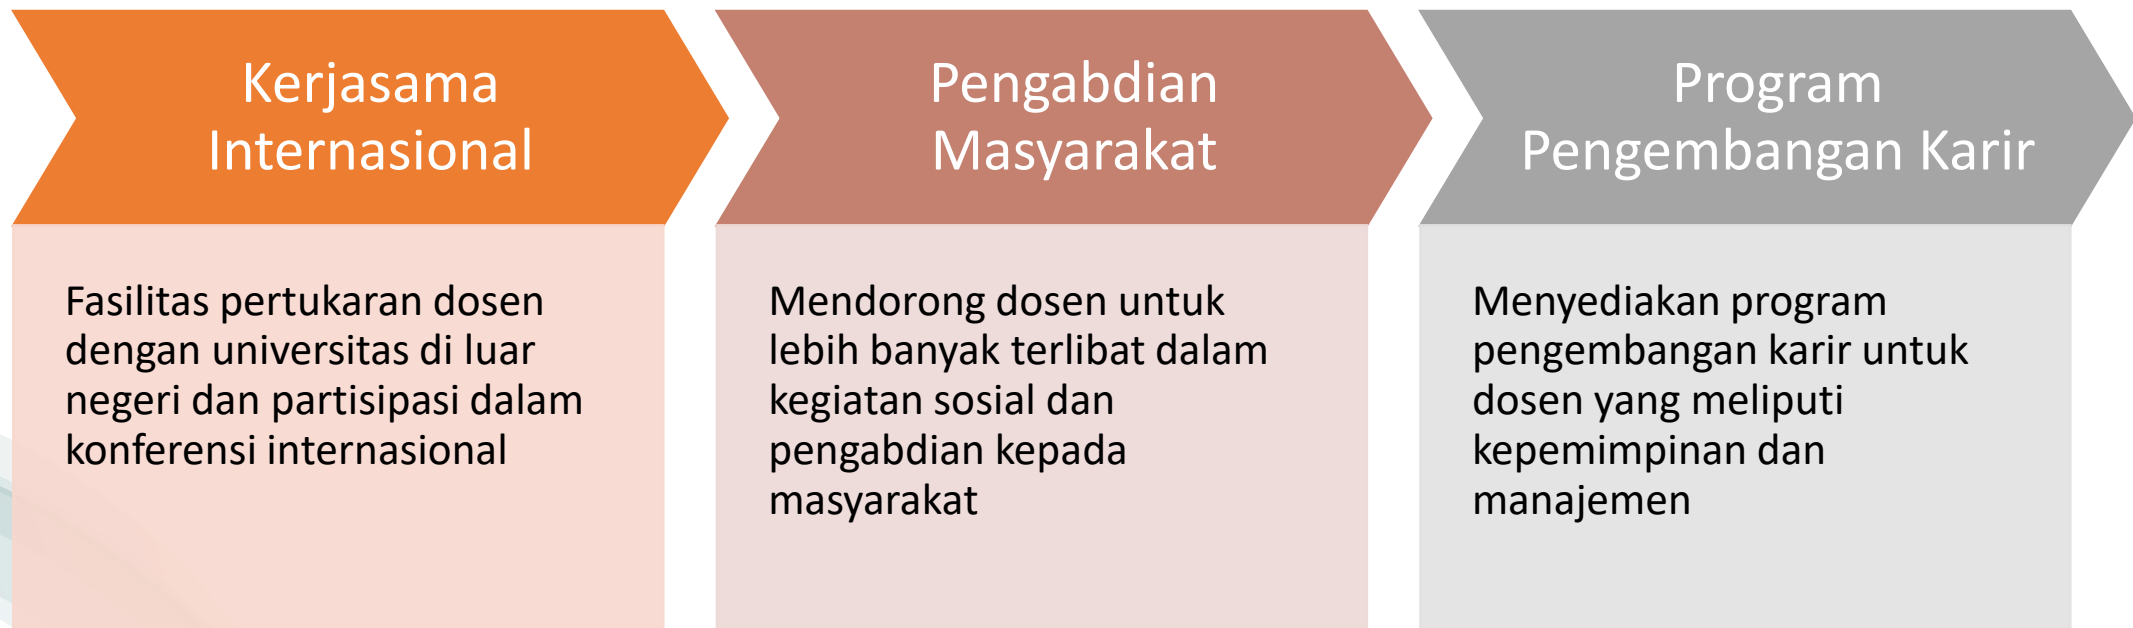 Kerjasama
Internasional
Fasilitas pertukaran dosen
dengan universitas di luar
negeri dan partisipasi dalam
konferensi internasional
Pengabdian
Masyarakat
Mendorong dosen untuk
lebih banyak terlibat dalam
kegiatan sosial dan
pengabdian kepada
masyarakat
Program
Pengembangan Karir
Menyediakan program
pengembangan karir untuk
dosen yang meliputi
kepemimpinan dan
manajemen